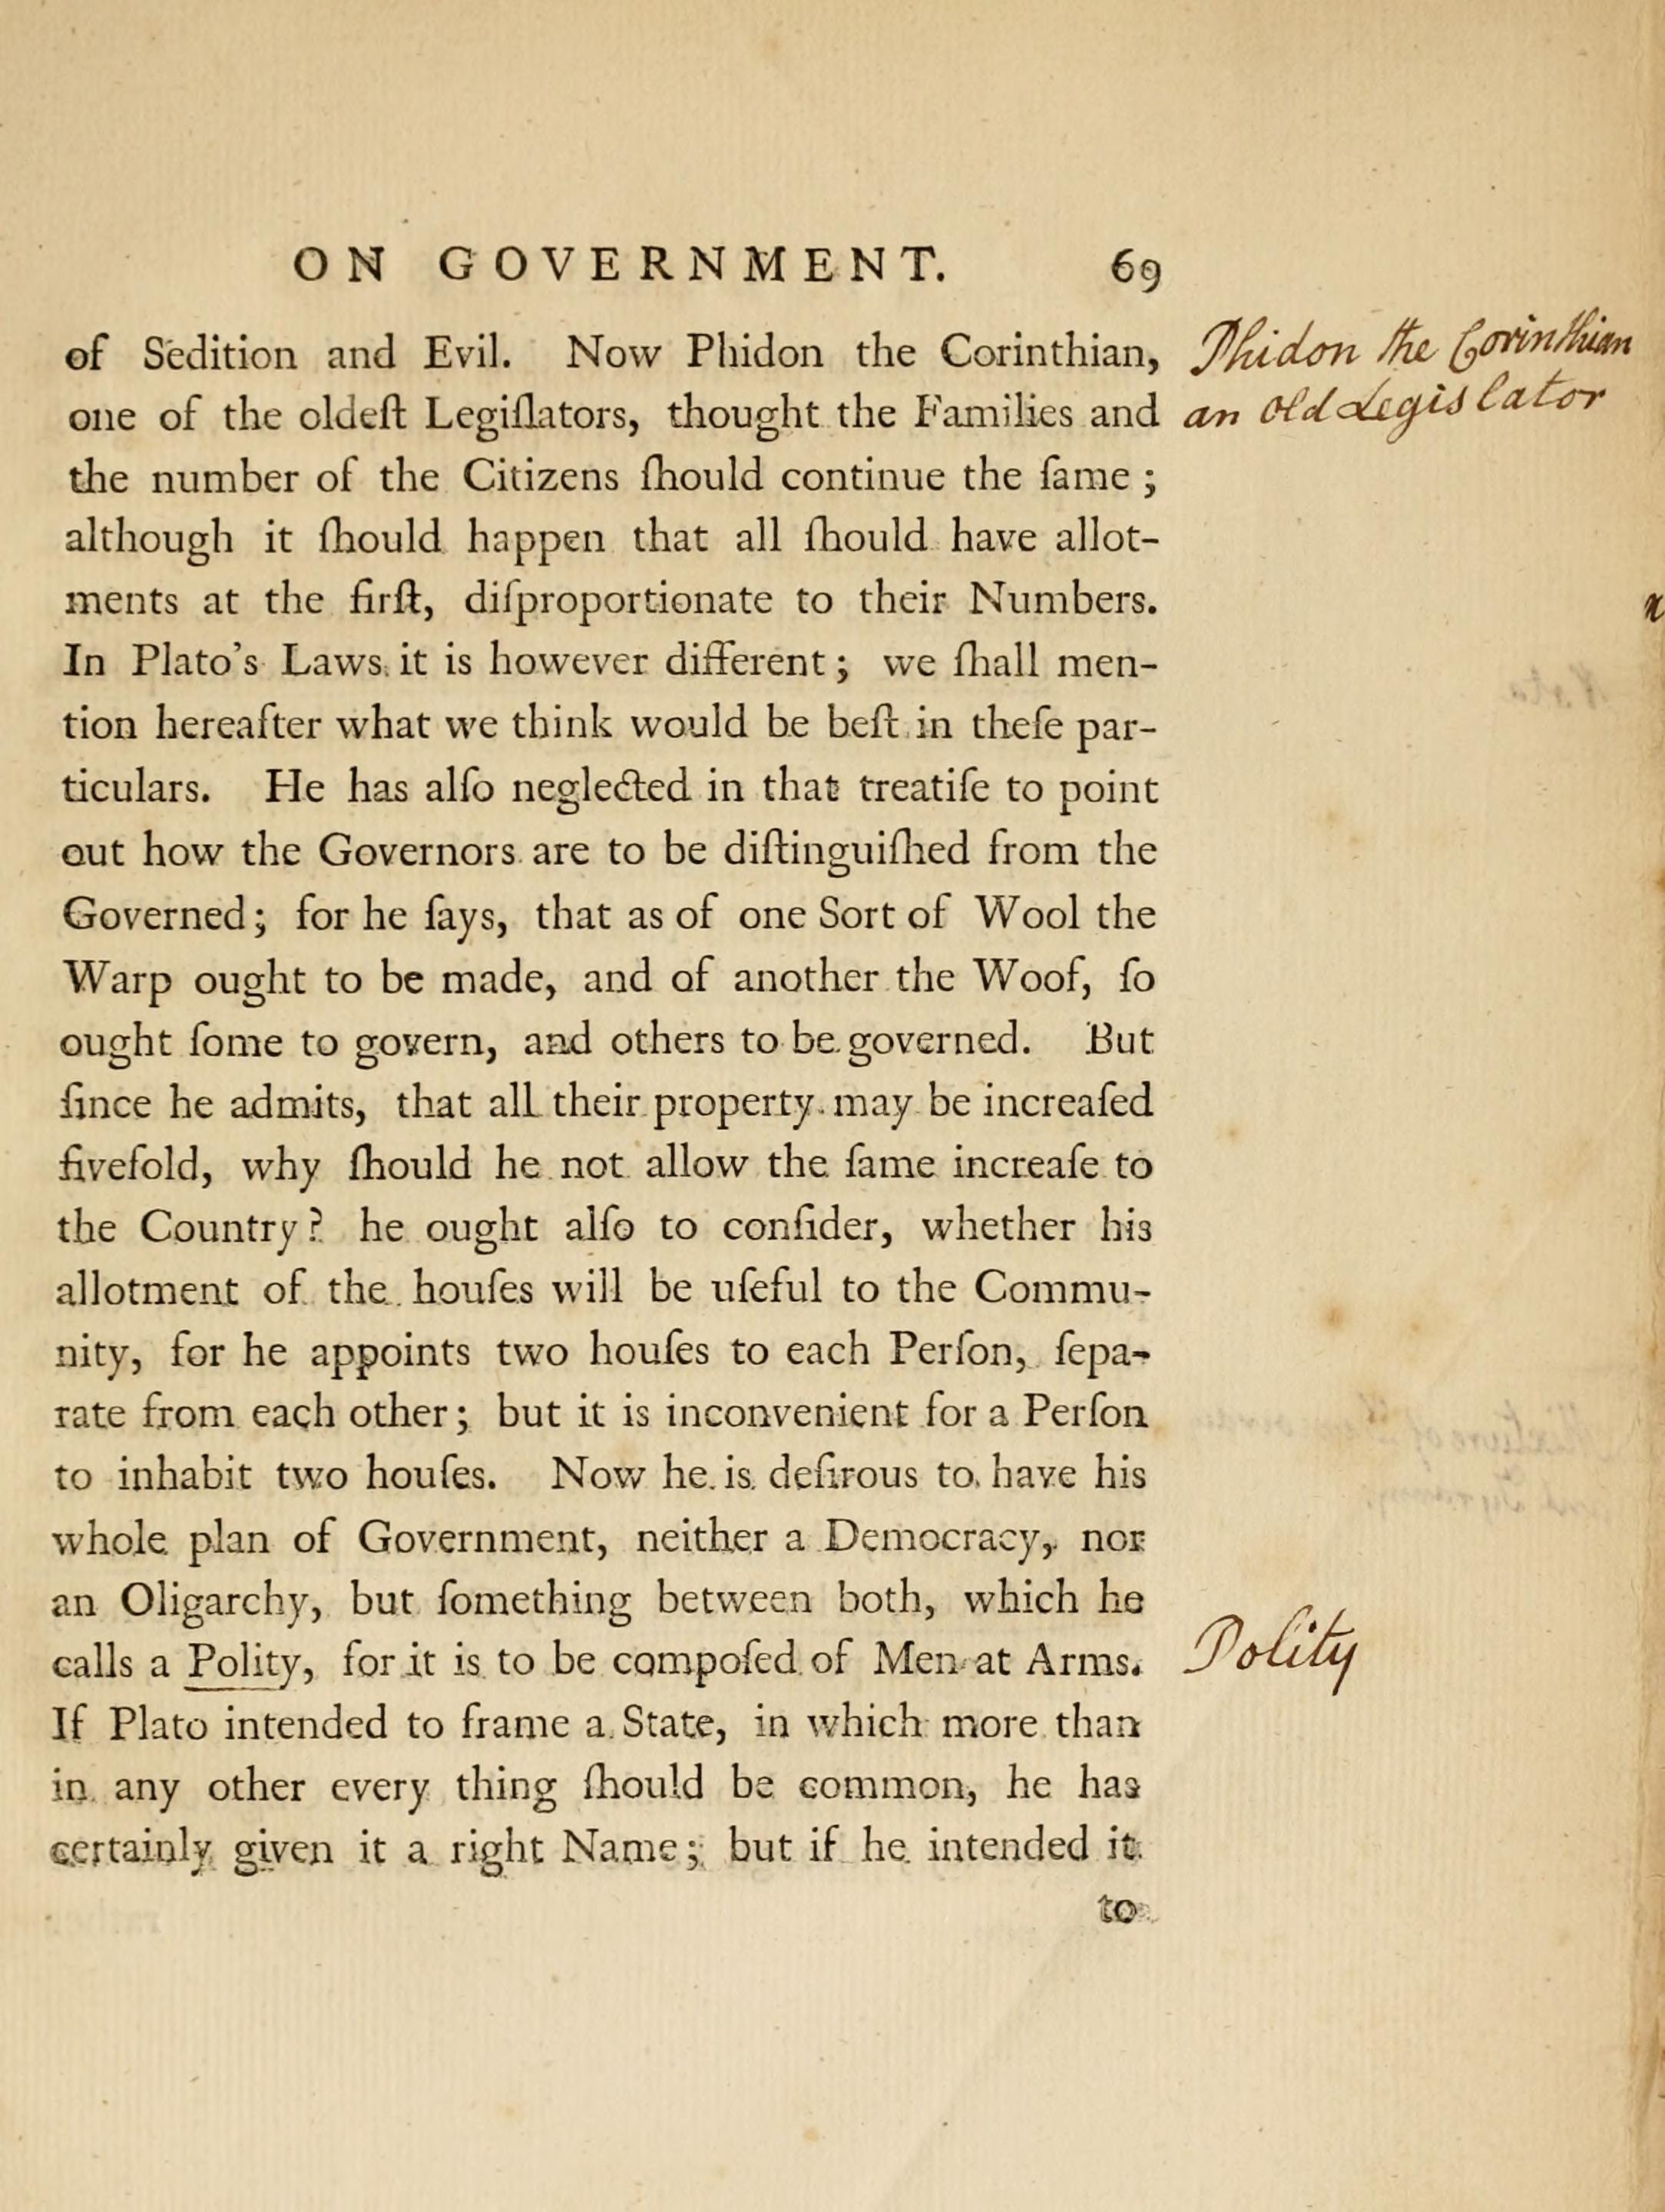 ON GOVERNMENT. 69
of Sedition and Evil. Now Phidon the Corinthian,
one of the oldeſt Legiſlators, thought the Families and
the number of the Citizens ſhould continue the ſame ;
although it ſhould happen that all ſhould have allot-
ments at the firſt, diſproportionate to their Numbers.
In Plato's Laws it is however different ; we ſhall men-
tion hereafter what we think would be beſt in theſe par-
ticulars. He has alſo neglected in that treatiſe to point
out how the Governors are to be diſtinguiſhed from the
Governed ; for he ſays, that as of one Sort of Wool the
Warp ought to be made, and of another the Woof, ſo
ought ſome to govern, and others to be governed. But
ſince he admits, that all their property may be increaſed
fivefold, why ſhould he not allow the ſame increaſe to
the Country ? he ought alſo to conſider, whether his
allotment of the houſes will be uſeful to the Commu-
nity, for he appoints two houſes to each Perſon, ſepa-
rate from each other ; but it is inconvenient for a Perſon
to inhabit two houſes. Now he is deſirous to have his
whole plan of Government, neither a Democracy, nor
an Oligarchy, but ſomething between both, which he
calls a Polity, for it is to be compoſed of Men at Arms.
If Plato intended to frame a State, in which more than
in any other every thing ſhould be common, he has
certainly given it a right Name ; but if he intended it
to
Phidon the Corinthian
an old Legislator
Polity